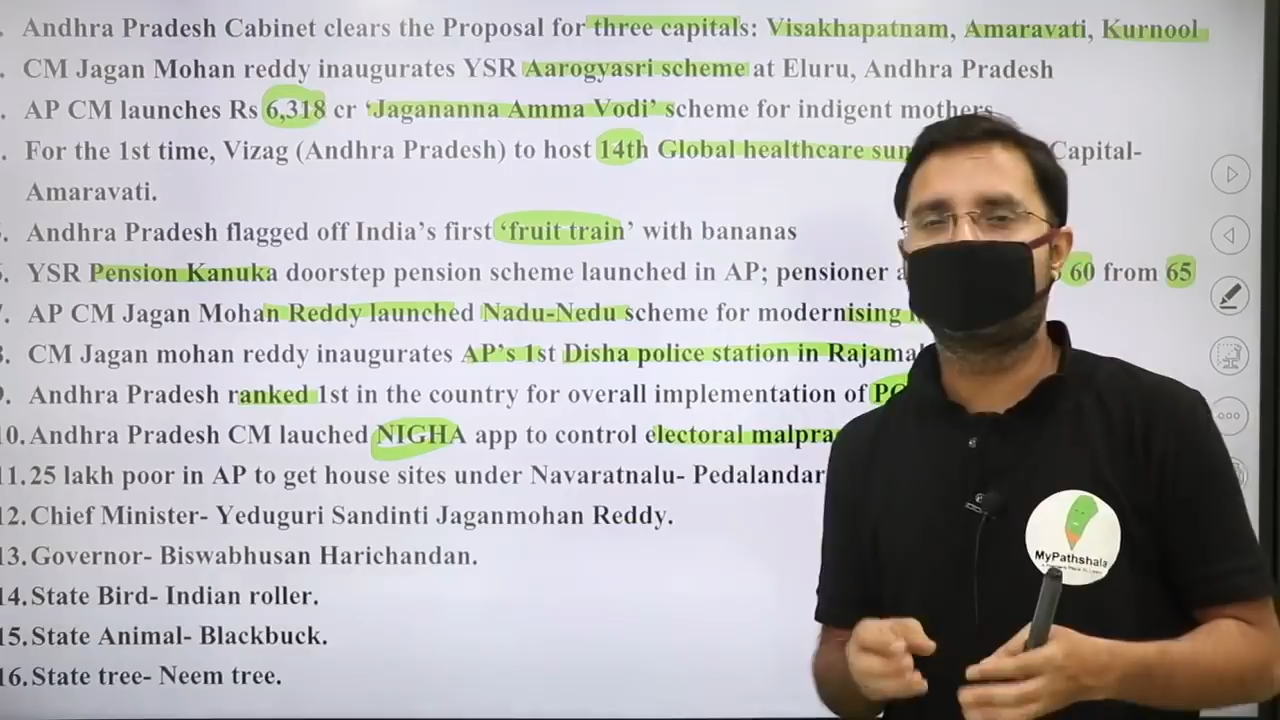 . Andhra Pradesh Cabinet clears the Proposal for three capitals: Visakhapatnam, Amaravati, Kurnool
. CM Jagan Mohan reddy inaugurates YSR Aarogyasri scheme at Eluru, Andhra Pradesh
. AP CM launches Rs 6,318 cr ‘Jagananna Amma Vodi’ scheme for indigent mothers
. For the 1st time, Vizag (Andhra Pradesh) to host 14th Global healthcare Capital-
Amaravati.
. Andhra Pradesh flagged off India’s first ‘fruit train’ with bananas
. YSR Pension Kanuka doorstep pension scheme launched in AP; pensioner 60 from 65
. AP CM Jagan Mohan Reddy launched Nadu-Nedu scheme for modernising
. CM Jagan mohan reddy inaugurates AP’s 1st Disha police station in
. Andhra Pradesh ranked 1st in the country for overall implementation of
10. Andhra Pradesh CM lauched NIGHA app to control electoral
11. 25 lakh poor in AP to get house sites under Navaratnalu-
12. Chief Minister- Yeduguri Sandinti Jaganmohan Reddy.
13. Governor- Biswabhusan Harichandan.
14. State Bird- Indian roller.
15. State Animal- Blackbuck.
16. State tree- Neem tree.
MyPathshala